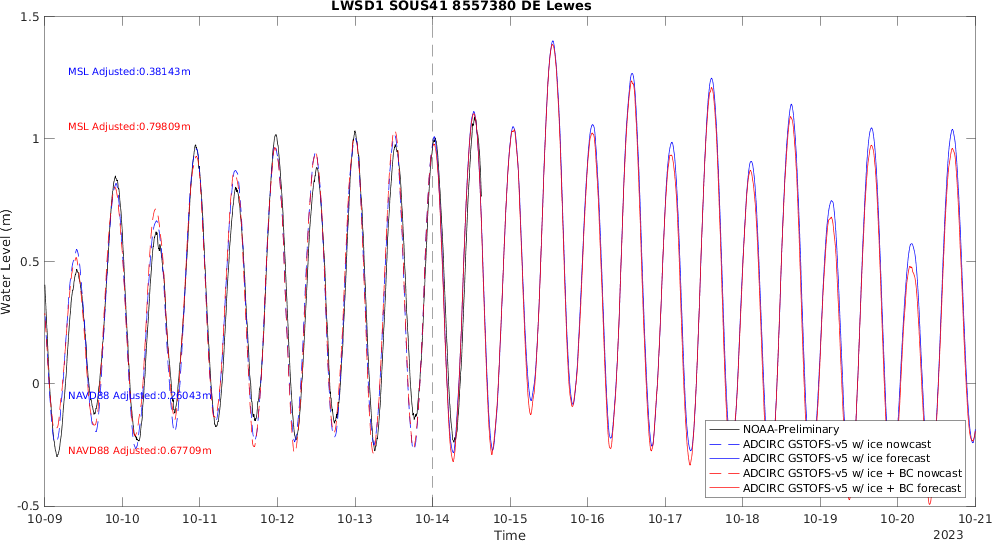 LWSD1 SOUS41 8557380 DE Lewes
1.5
1
0.5
0
-0.5
Water Level (m)
MSL Adjusted:0.38143m
MSL Adjusted:0.79809m
NAVD88 Adjusted:0.26043m
NAVD88 Adjusted:0.67709m
NOAA-Preliminary
ADCIRC GSTOFS-v5 w/ ice nowcast
ADCIRC GSTOFS-v5 w/ ice forecast
ADCIRC GSTOFS-v5 w/ ice + BC nowcast
ADCIRC GSTOFS-v5 w/ ice + BC forecast
10-09 10-10 10-11 10-12 10-13 10-14 10-15 10-16 10-17 10-18 10-19 10-20 10-21
Time
2023